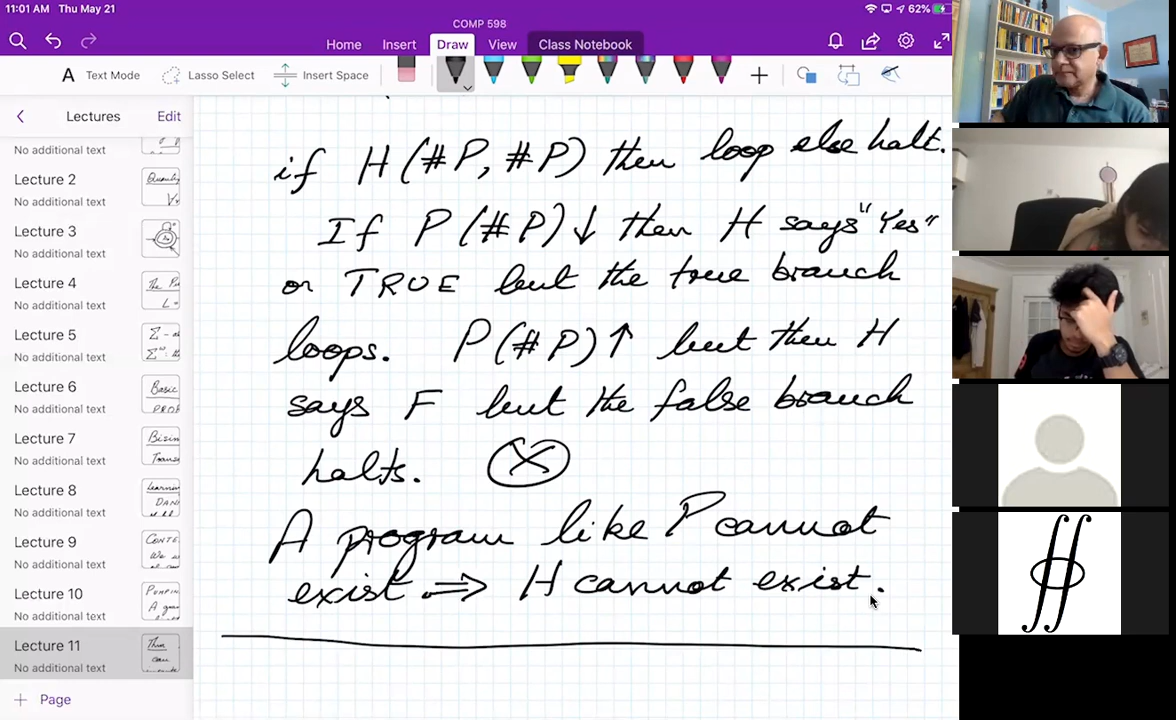 11:01 AM Thu May 21
62%
COMP 598
Home Insert Draw View Class Notebook
A Text Mode Lasso Select Insert Space
Lectures Edit
No additional text
Lecture 2
No additional text
Lecture 3
No additional text
Lecture 4
No additional text
Lecture 5
No additional text
Lecture 6
No additional text
Lecture 7
No additional text
Lecture 8
No additional text
Lecture 9
No additional text
Lecture 10
No additional text
Lecture 11
No additional text
+ Page
if H (#P, #P) then loop else halt.
If P (#P) ↓ then H says "Yes"
or TRUE but the true branch
loops. P(#P) ↑ but then H
says F but the false branch
halts. ⊗
A program like P cannot
exist ⇒ H cannot exist.
∯